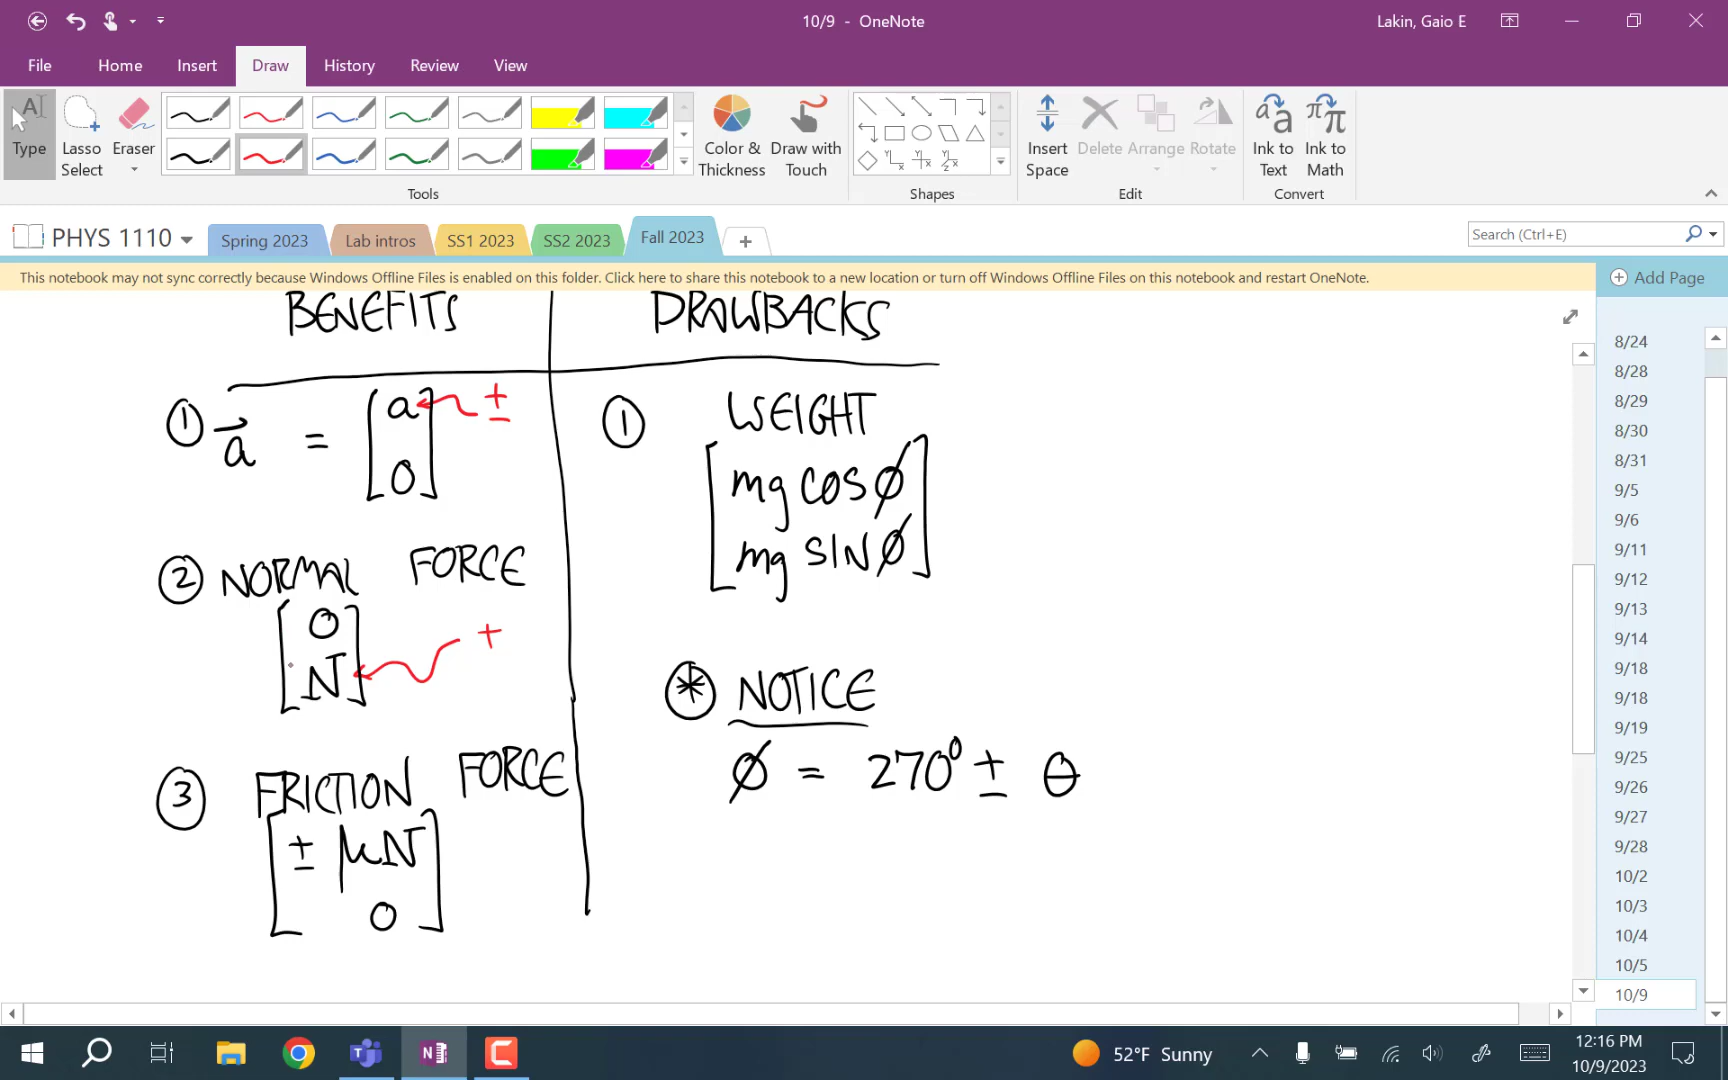 10/9 - OneNote
Lakin, Gaio E
File Home Insert Draw History Review View
Type
Lasso Select
Eraser
Color & Thickness
Draw with Touch
Insert Space
Delete
Arrange
Rotate
Ink to Text
Ink to Math
Tools Shapes Edit Convert
PHYS 1110
Spring 2023 Lab intros SS1 2023 SS2 2023 Fall 2023 +
Search (Ctrl+E)
This notebook may not sync correctly because Windows Offline Files is enabled on this folder. Click here to share this notebook to a new location or turn off Windows Offline Files on this notebook and restart OneNote.
Add Page
BENEFITS
① a⃗ = [a
0]
±
② NORMAL FORCE
[0
N]
+
③ FRICTION FORCE
[± μN
0]
DRAWBACKS
① WEIGHT
[mg cos ϕ
mg sIN ϕ]
* NOTICE
ϕ = 270° ± θ
8/24
8/28
8/29
8/30
8/31
9/5
9/6
9/11
9/12
9/13
9/14
9/18
9/18
9/19
9/25
9/26
9/27
9/28
10/2
10/3
10/4
10/5
10/9
52°F Sunny
12:16 PM
10/9/2023